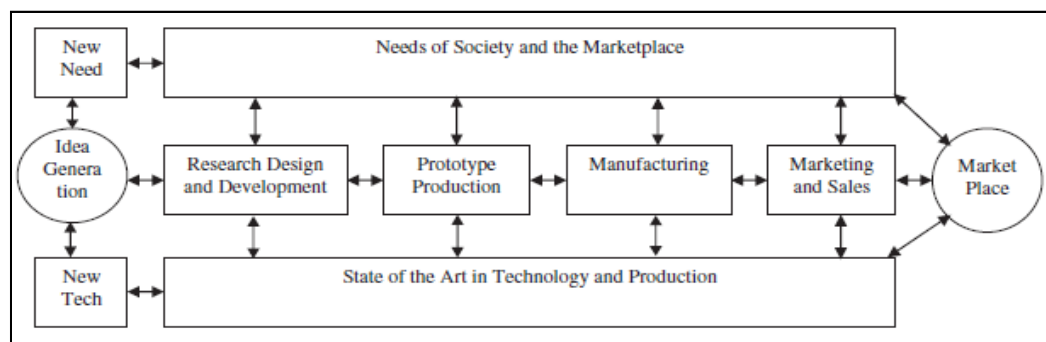 New
Need
Needs of Society and the Marketplace
Idea
Genera
tion
Research Design
and Development
Prototype
Production
Manufacturing
Marketing
and Sales
Market
Place
New
Tech
State of the Art in Technology and Production